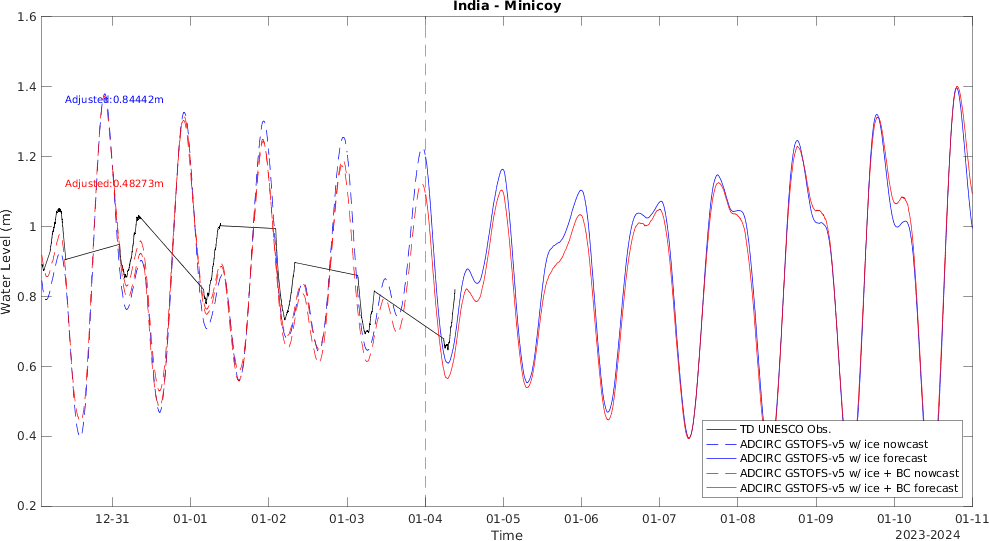 India - Minicoy
1.6
1.4
1.2
1
0.8
0.6
0.4
0.2
Water Level (m)
Adjusted:0.84442m
Adjusted:0.48273m
TD UNESCO Obs.
ADCIRC GSTOFS-v5 w/ ice nowcast
ADCIRC GSTOFS-v5 w/ ice forecast
ADCIRC GSTOFS-v5 w/ ice + BC nowcast
ADCIRC GSTOFS-v5 w/ ice + BC forecast
12-31 01-01 01-02 01-03 01-04 01-05 01-06 01-07 01-08 01-09 01-10 01-11
Time
2023-2024